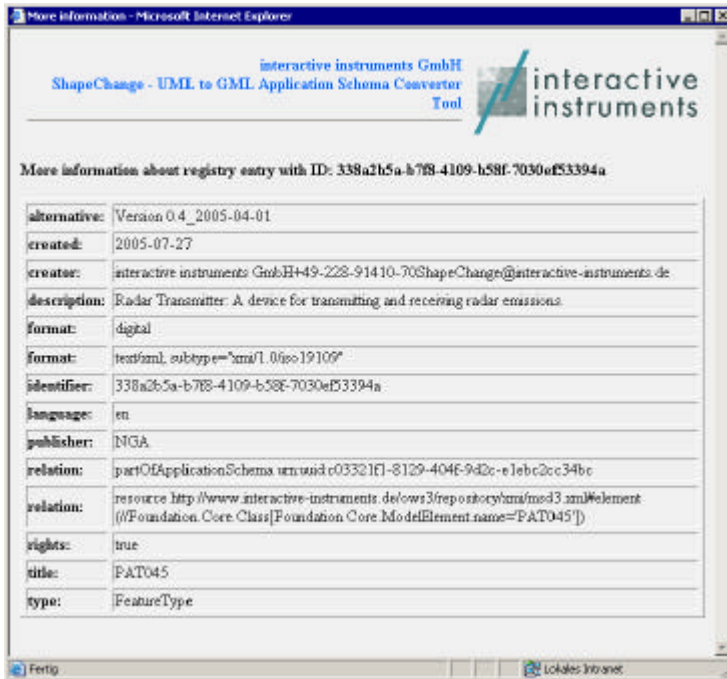 More information - Microsoft Internet Explorer
interactive instruments GmbH
ShapeChange - UML to GML Application Schema Converter
Tool
interactive
instruments
More information about registry entry with ID: 338a2b5a-b7f8-4109-b58f-7030ef53394a
alternative: Version 0.4_2005-04-01
created: 2005-07-27
creator: interactive instruments GmbH+49-228-91410-70ShapeChange@interactive-instruments.de
description: Radar Transmitter: A device for transmitting and receiving radar emissions.
format: digital
format: text/xml; subtype="xmi/1.0/iso19109"
identifier: 338a2b5a-b7f8-4109-b58f-7030ef53394a
language: en
publisher: NGA
relation: partOfApplicationSchema urn:uuid:c03321f1-8129-404f-9d2c-e1ebc2cc34bc
relation: resource http://www.interactive-instruments.de/ows3/repository/xmi/msd3.xml#element
(//Foundation.Core.Class[Foundation.Core.ModelElement.name='PAT045'])
rights: true
title: PAT045
type: FeatureType
Fertig
Lokales Intranet